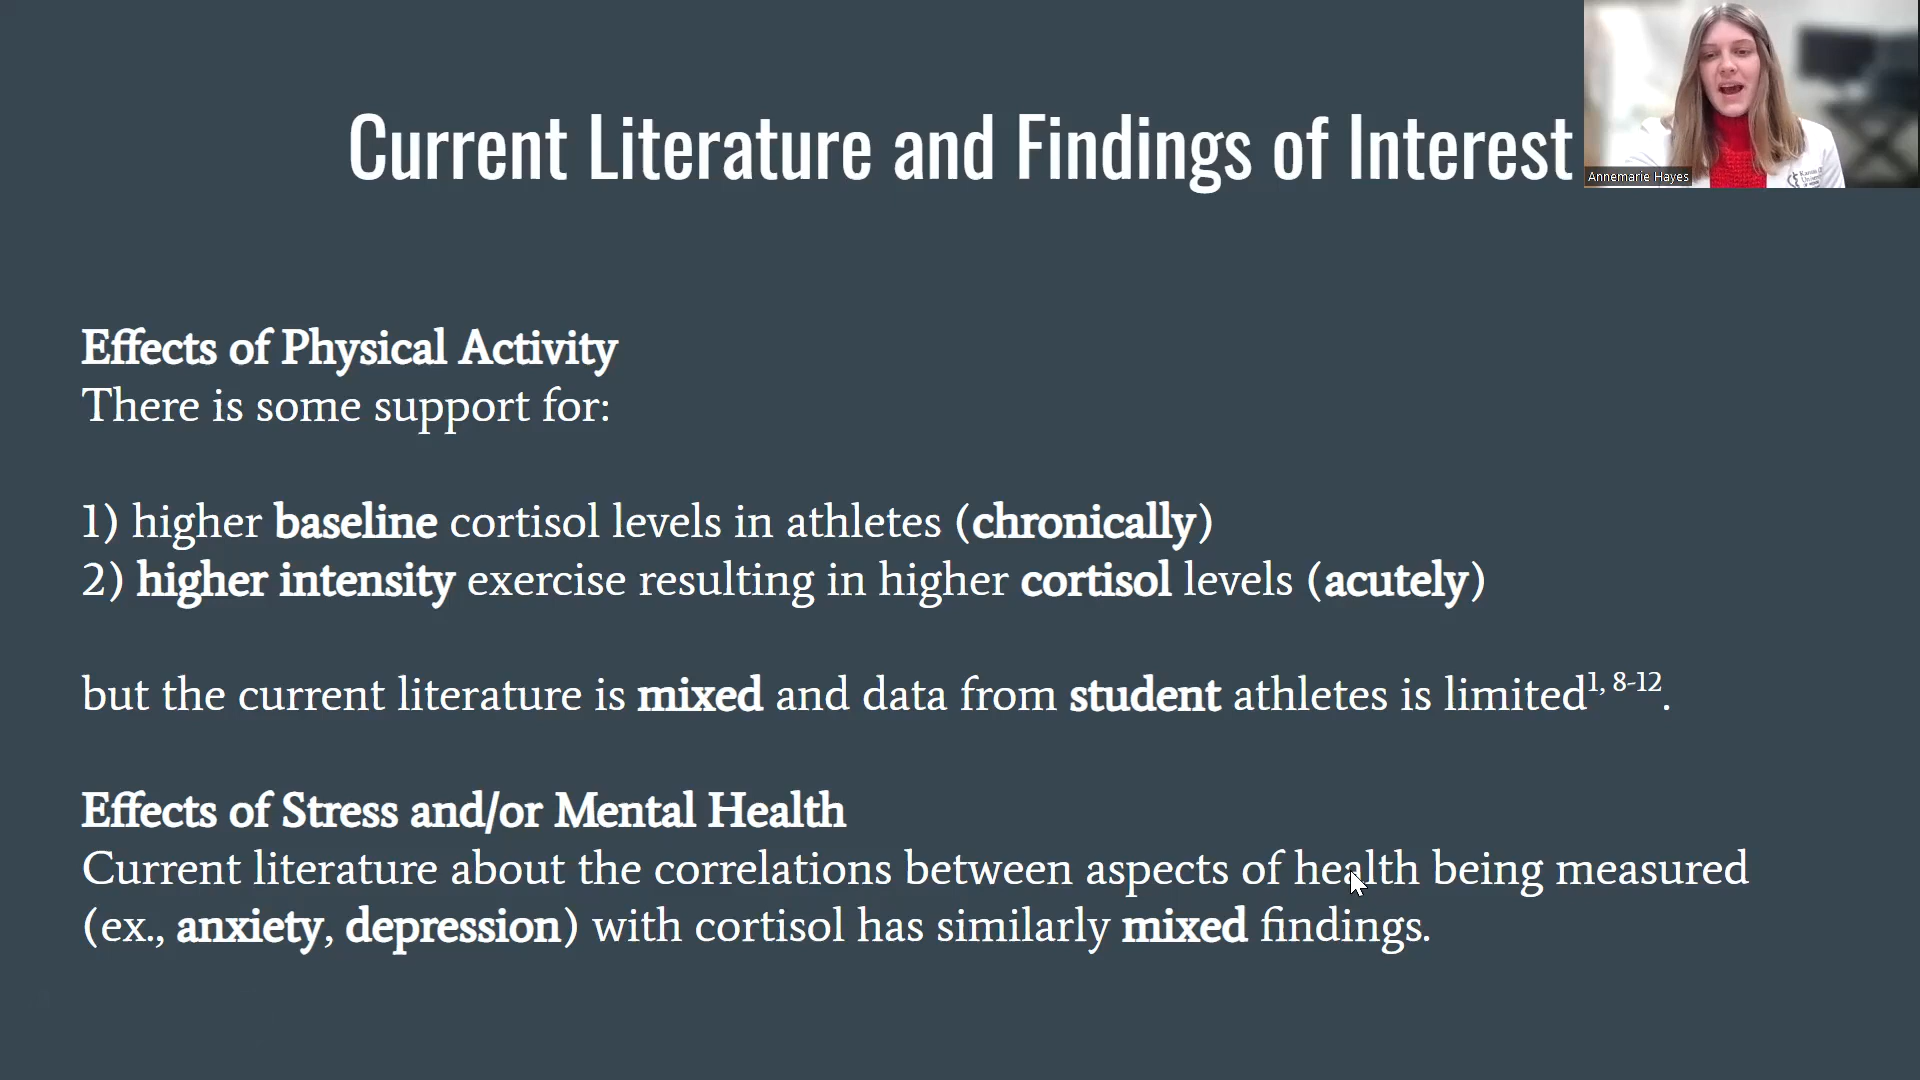 Current Literature and Findings of Interest
Annemarie Hayes
Effects of Physical Activity
There is some support for:
1) higher baseline cortisol levels in athletes (chronically)
2) higher intensity exercise resulting in higher cortisol levels (acutely)
but the current literature is mixed and data from student athletes is limited1, 8-12.
Effects of Stress and/or Mental Health
Current literature about the correlations between aspects of health being measured
(ex., anxiety, depression) with cortisol has similarly mixed findings.